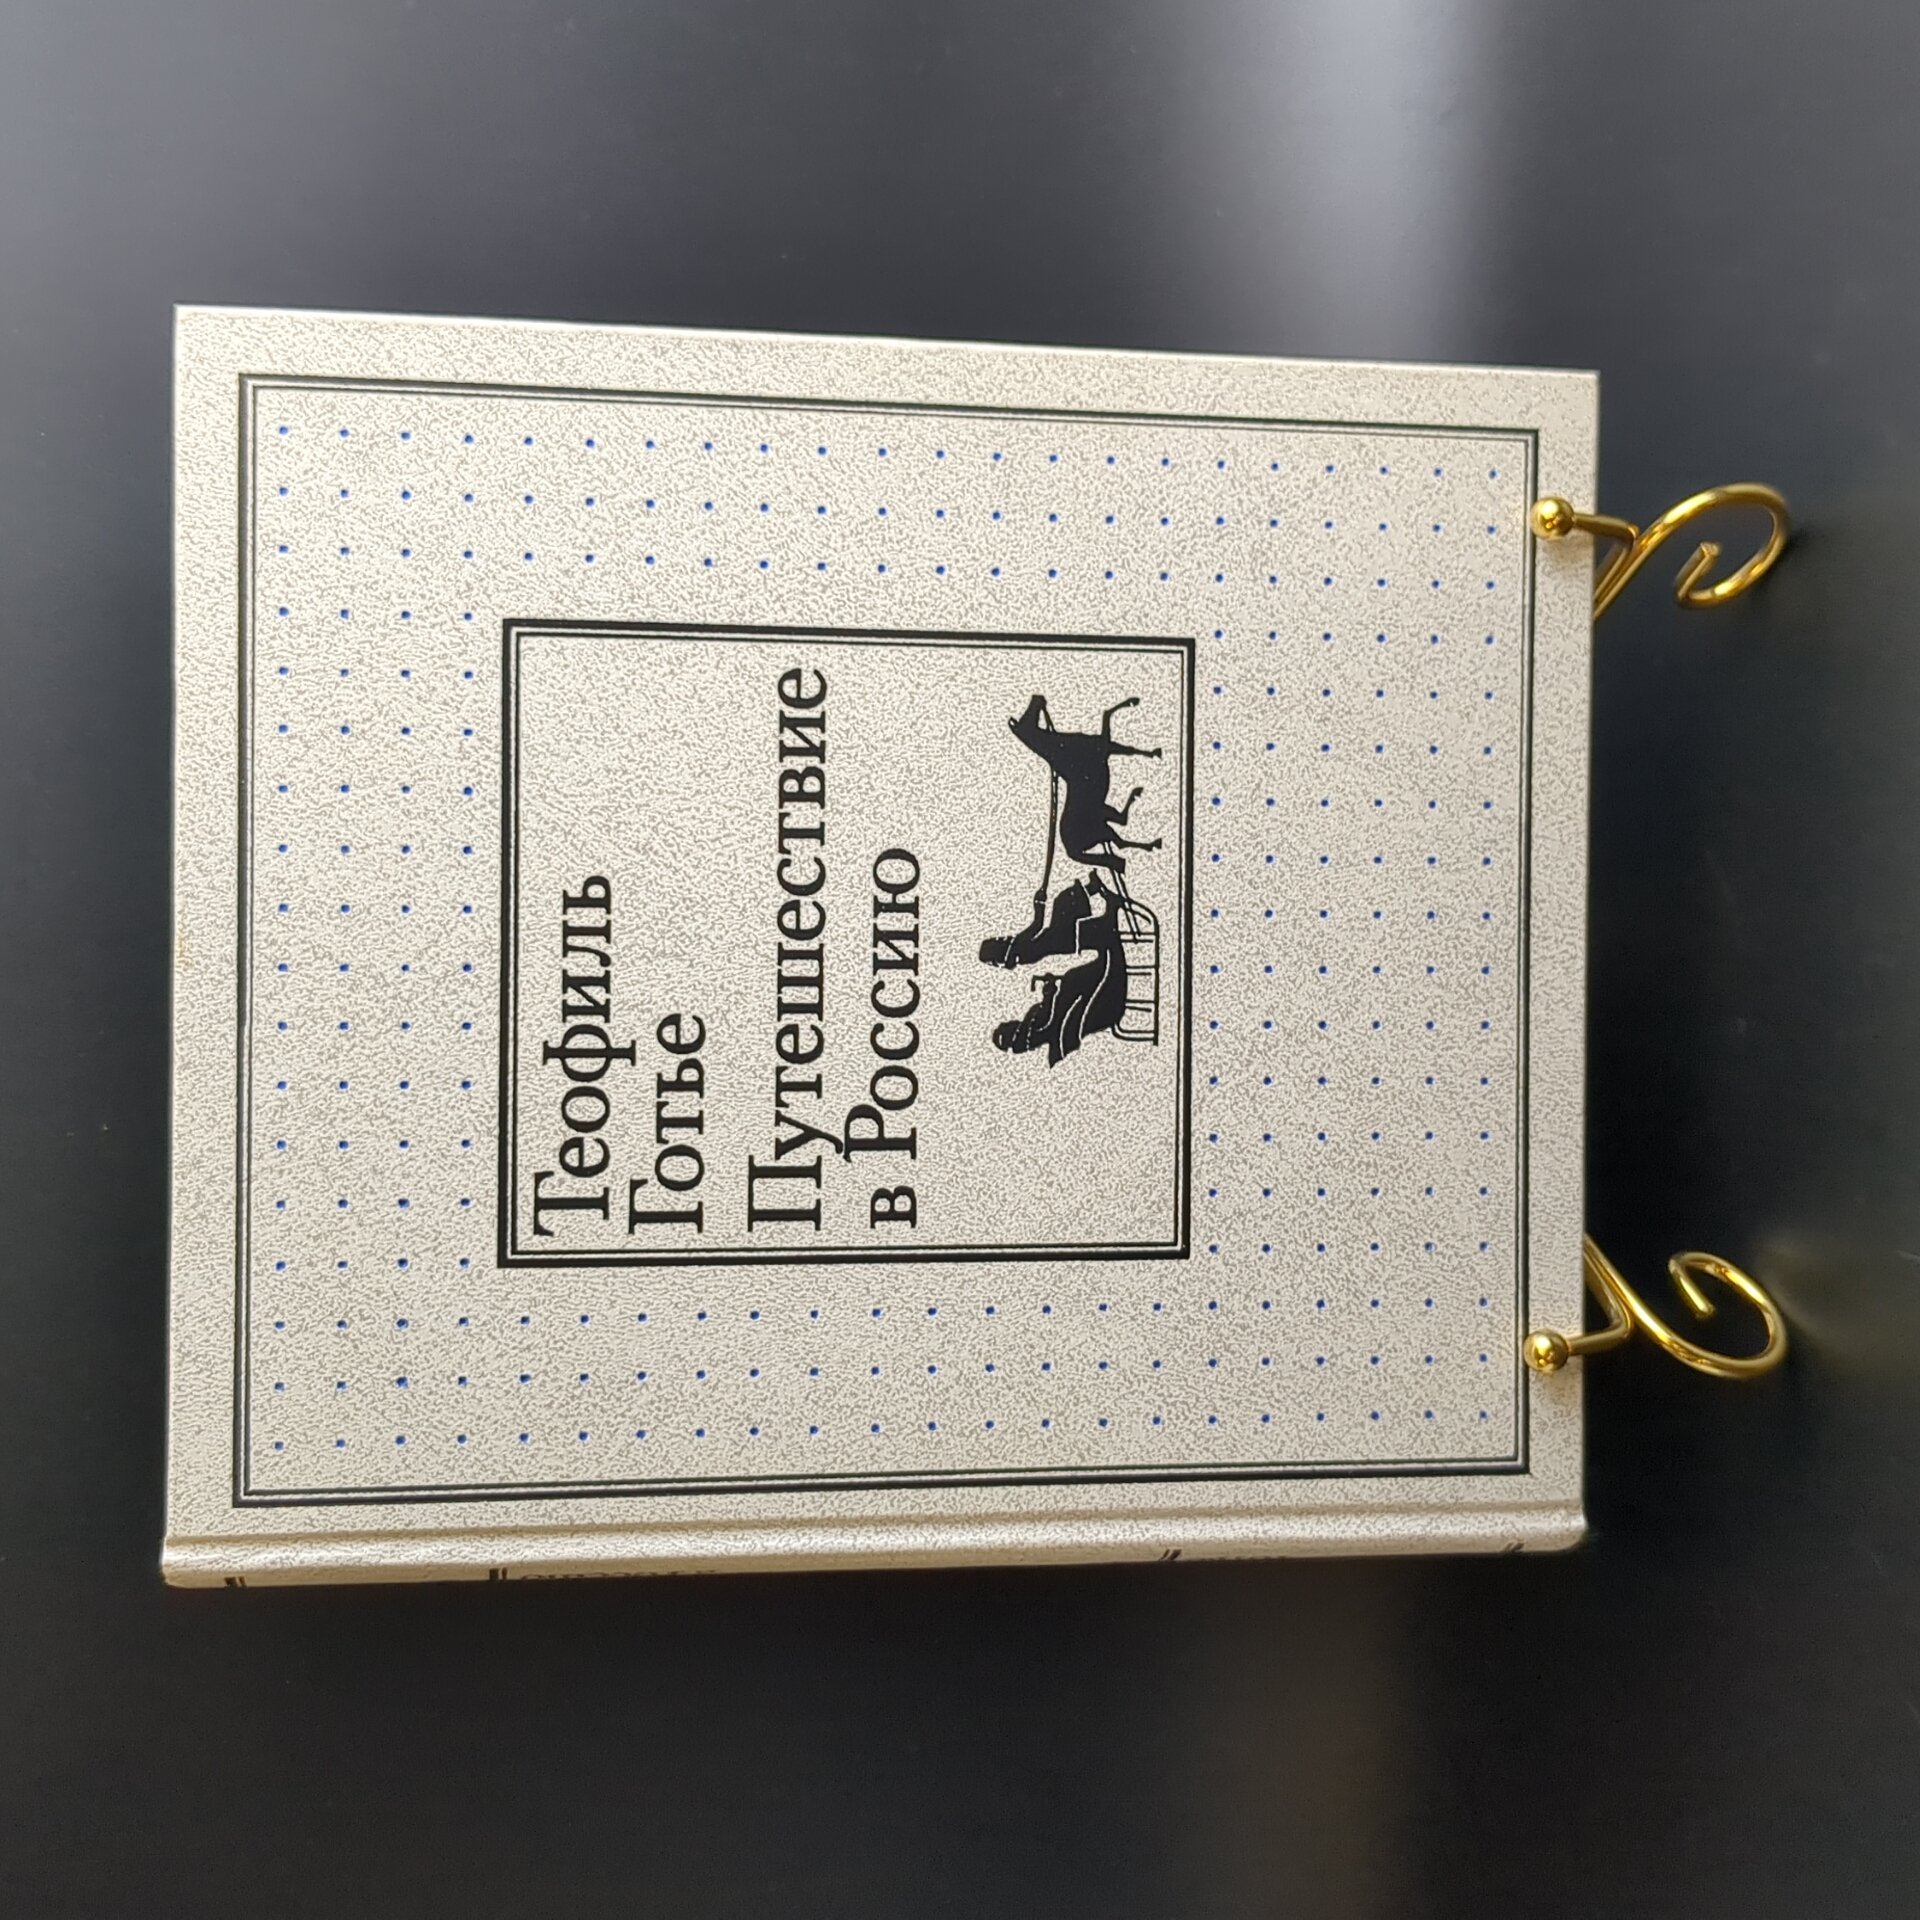 Теофиль
Готье
Путешествие
в Россию